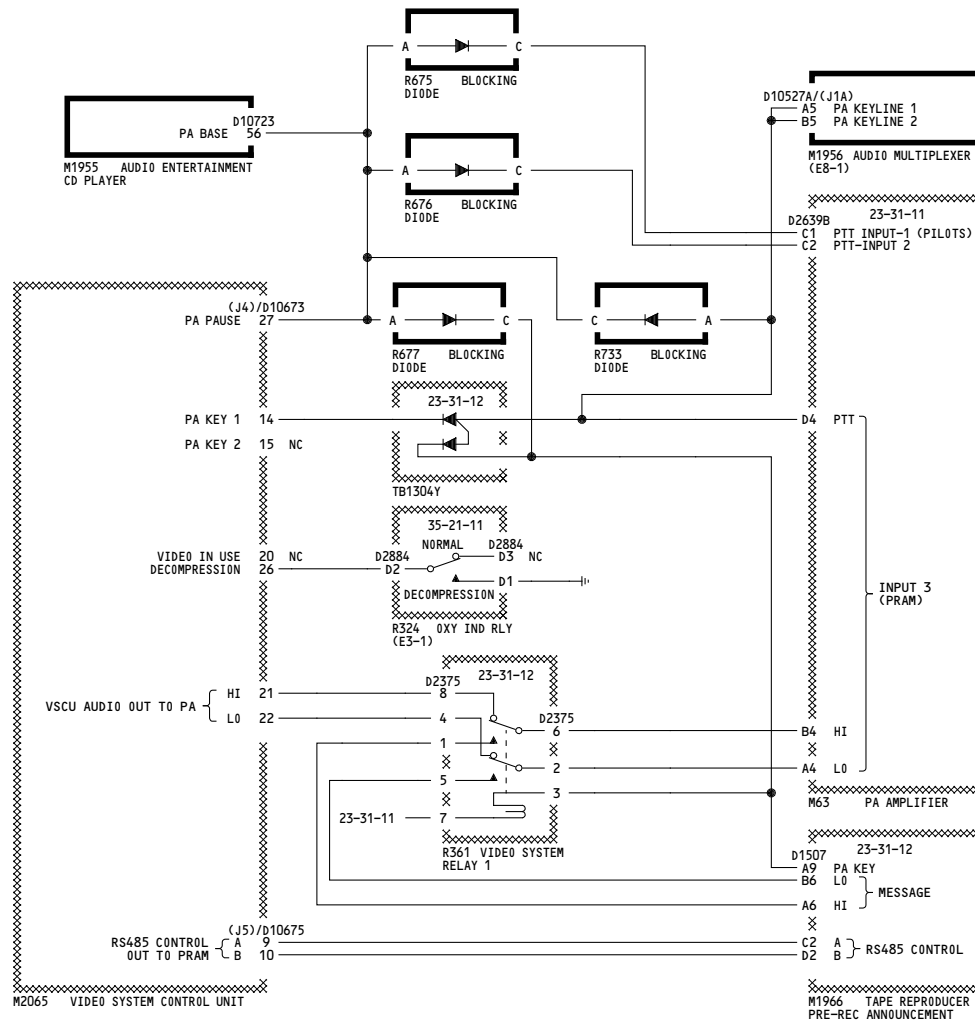 A C
R675 BLOCKING
DIODE
D10723
PA BASE 56
M1955 AUDIO ENTERTAINMENT
CD PLAYER
D10527A/(J1A)
A5 PA KEYLINE 1
B5 PA KEYLINE 2
M1956 AUDIO MULTIPLEXER
(E8-1)
A C
R676 BLOCKING
DIODE
23-31-11
D2639B
C1 PTT INPUT-1 (PILOTS)
C2 PTT-INPUT 2
(J4)/D10673
PA PAUSE 27
A C
R677 BLOCKING
DIODE
C A
R733 BLOCKING
DIODE
23-31-12
PA KEY 1 14
D4 PTT
PA KEY 2 15 NC
TB1304Y
35-21-11
VIDEO IN USE 20 NC
DECOMPRESSION 26
NORMAL
D2884
D2
D2884
D3 NC
D1
DECOMPRESSION
R324 OXY IND RLY
(E3-1)
INPUT 3
(PRAM)
23-31-12
D2375
VSCU AUDIO OUT TO PA
HI 21
LO 22
8
4
1
5
23-31-11 7
D2375
6
2
3
B4 HI
A4 LO
M63 PA AMPLIFIER
R361 VIDEO SYSTEM
RELAY 1
23-31-12
D1507
A9 PA KEY
B6 LO
A6 HI
MESSAGE
(J5)/D10675
RS485 CONTROL
OUT TO PRAM
A 9
B 10
C2 A
D2 B
RS485 CONTROL
M2065 VIDEO SYSTEM CONTROL UNIT
M1966 TAPE REPRODUCER
PRE-REC ANNOUNCEMENT